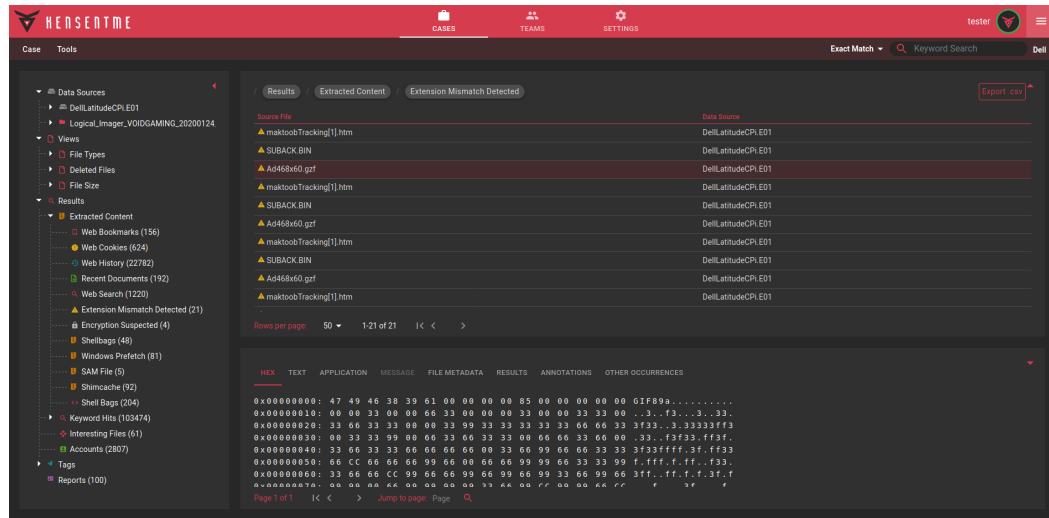 HENSENTME
CASES TEAMS SETTINGS
tester
Case Tools
Exact Match Keyword Search Dell
Data Sources
DellLatitudeCPi.E01
Logical_Imager_VOIDGAMING_20200124
Views
File Types
Deleted Files
File Size
Results
Extracted Content
Web Bookmarks (156)
Web Cookies (624)
Web History (22782)
Recent Documents (192)
Web Search (1220)
Extension Mismatch Detected (21)
Encryption Suspected (4)
Shellbags (48)
Windows Prefetch (81)
SAM File (5)
Shimcache (92)
Shell Bags (204)
Keyword Hits (103474)
Interesting Files (61)
Accounts (2807)
Tags
Reports (100)
/ Results / Extracted Content / Extension Mismatch Detected
Export .csv
Source File Data Source
maktoobTracking[1].htm DellLatitudeCPi.E01
SUBACK.BIN DellLatitudeCPi.E01
Ad468x60.gzf DellLatitudeCPi.E01
maktoobTracking[1].htm DellLatitudeCPi.E01
SUBACK.BIN DellLatitudeCPi.E01
Ad468x60.gzf DellLatitudeCPi.E01
maktoobTracking[1].htm DellLatitudeCPi.E01
SUBACK.BIN DellLatitudeCPi.E01
Ad468x60.gzf DellLatitudeCPi.E01
maktoobTracking[1].htm DellLatitudeCPi.E01
Rows per page: 50 1-21 of 21
HEX TEXT APPLICATION MESSAGE FILE METADATA RESULTS ANNOTATIONS OTHER OCCURRENCES
0x00000000: 47 49 46 38 39 61 00 00 00 00 85 00 00 00 00 00 GIF89a..........
0x00000010: 00 00 33 00 00 66 33 00 00 00 33 00 00 33 33 00 ..3..f3...3..33.
0x00000020: 33 66 33 33 00 00 33 99 33 33 33 33 33 66 66 33 3f33..3.33333ff3
0x00000030: 00 33 33 99 00 66 33 66 33 33 00 66 66 33 66 00 .33..f3f33.ff3f.
0x00000040: 33 66 33 33 66 66 66 66 00 33 66 99 66 66 33 33 3f33ffff.3f.ff33
0x00000050: 66 CC 66 66 66 99 66 00 66 66 99 99 66 33 33 99 f.fff.f.ff..f33.
0x00000060: 33 66 66 CC 99 66 66 99 66 99 66 99 33 66 99 66 3ff..ff.f.f.3f.f
Page 1 of 1 Jump to page: Page